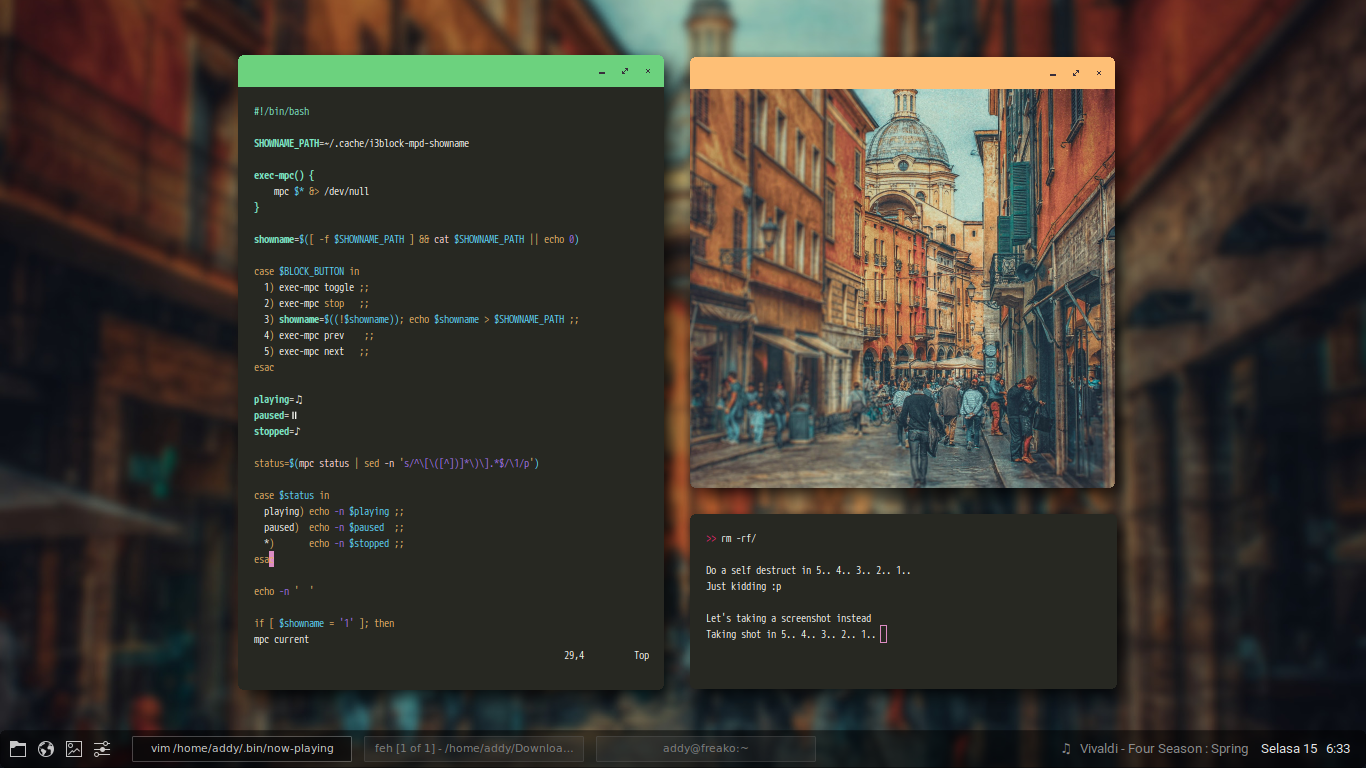 #!/bin/bash
SHOWNAME_PATH=~/.cache/i3block-mpd-showname
exec-mpc() {
    mpc $* &> /dev/null
}
showname=$([ -f $SHOWNAME_PATH ] && cat $SHOWNAME_PATH || echo 0)
case $BLOCK_BUTTON in
  1) exec-mpc toggle ;;
  2) exec-mpc stop   ;;
  3) showname=$((!$showname)); echo $showname > $SHOWNAME_PATH ;;
  4) exec-mpc prev    ;;
  5) exec-mpc next   ;;
esac
playing=♫
paused=⏸
stopped=♪
status=$(mpc status | sed -n 's/^\[\([^])]*\)\].*$/\1/p')
case $status in
  playing) echo -n $playing ;;
  paused)  echo -n $paused  ;;
  *)       echo -n $stopped ;;
esa
echo -n '  '
if [ $showname = '1' ]; then
mpc current
29,4          Top
>> rm -rf/
Do a self destruct in 5.. 4.. 3.. 2.. 1..
Just kidding :p
Let's taking a screenshot instead
Taking shot in 5.. 4.. 3.. 2.. 1..
vim /home/addy/.bin/now-playing
feh [1 of 1] - /home/addy/Downloa...
addy@freako:~
♫ Vivaldi - Four Season : Spring
Selasa 15 6:33